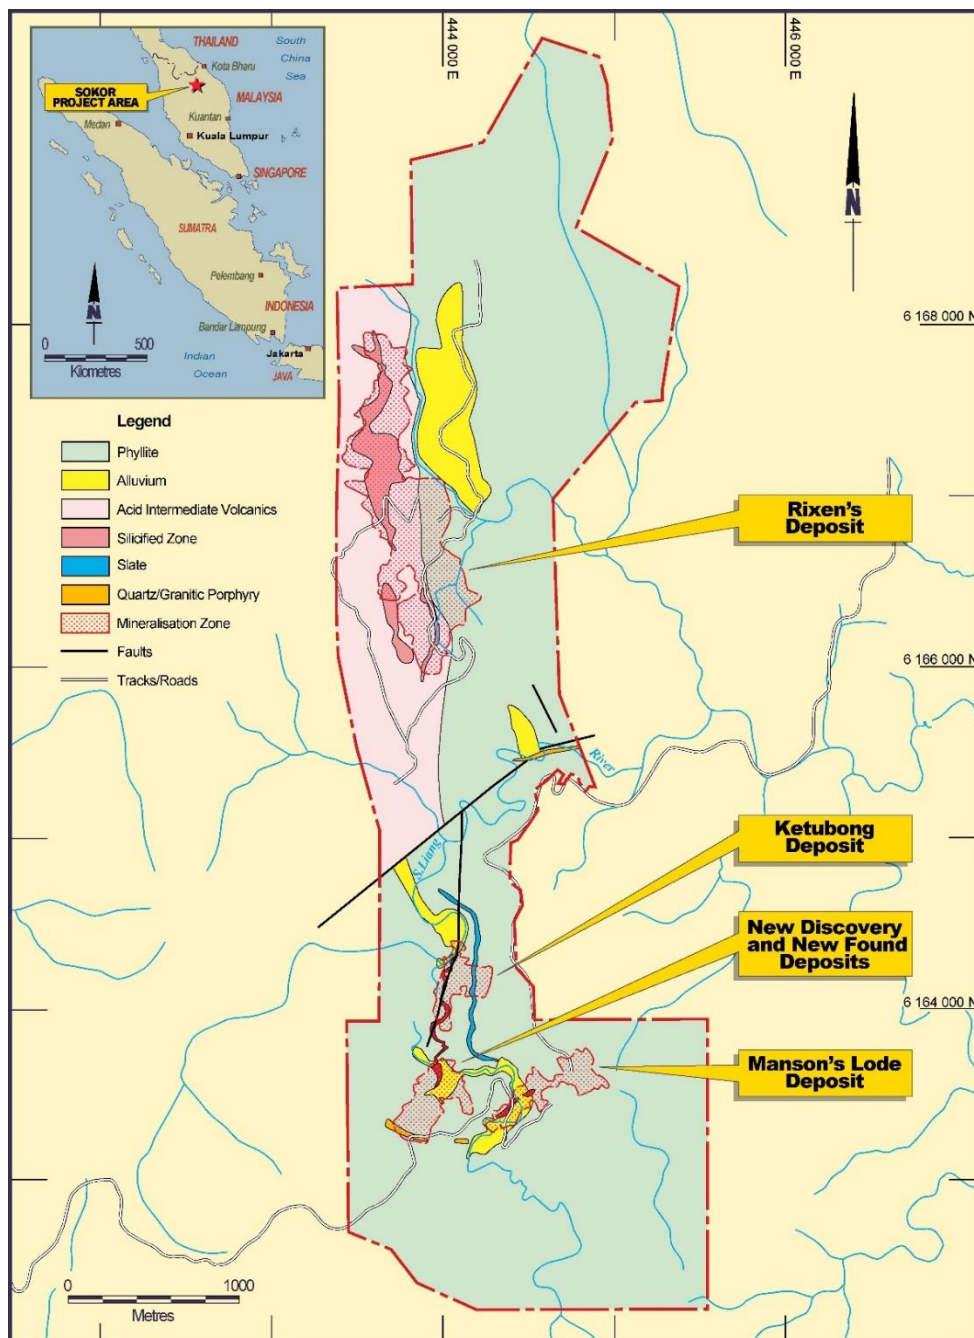 444 000 E
446 000 E
THAILAND
South
China
Sea
Kota Bharu
SOKOR
PROJECT AREA
MALAYSIA
Medan
Kuantan
Kuala Lumpur
SINGAPORE
SUMATRA
Pelembang
INDONESIA
Bandar Lampung
N
0 500
Kilometres
Indian
Ocean
Jakarta
JAVA
N
6 168 000 N
Legend
Phyllite
Alluvium
Acid Intermediate Volcanics
Silicified Zone
Slate
Quartz/Granitic Porphyry
Mineralisation Zone
Faults
Tracks/Roads
Rixen's
Deposit
6 166 000 N
River
S.Liang
Ketubong
Deposit
New Discovery
and New Found
Deposits
6 164 000 N
Manson's Lode
Deposit
0 1000
Metres